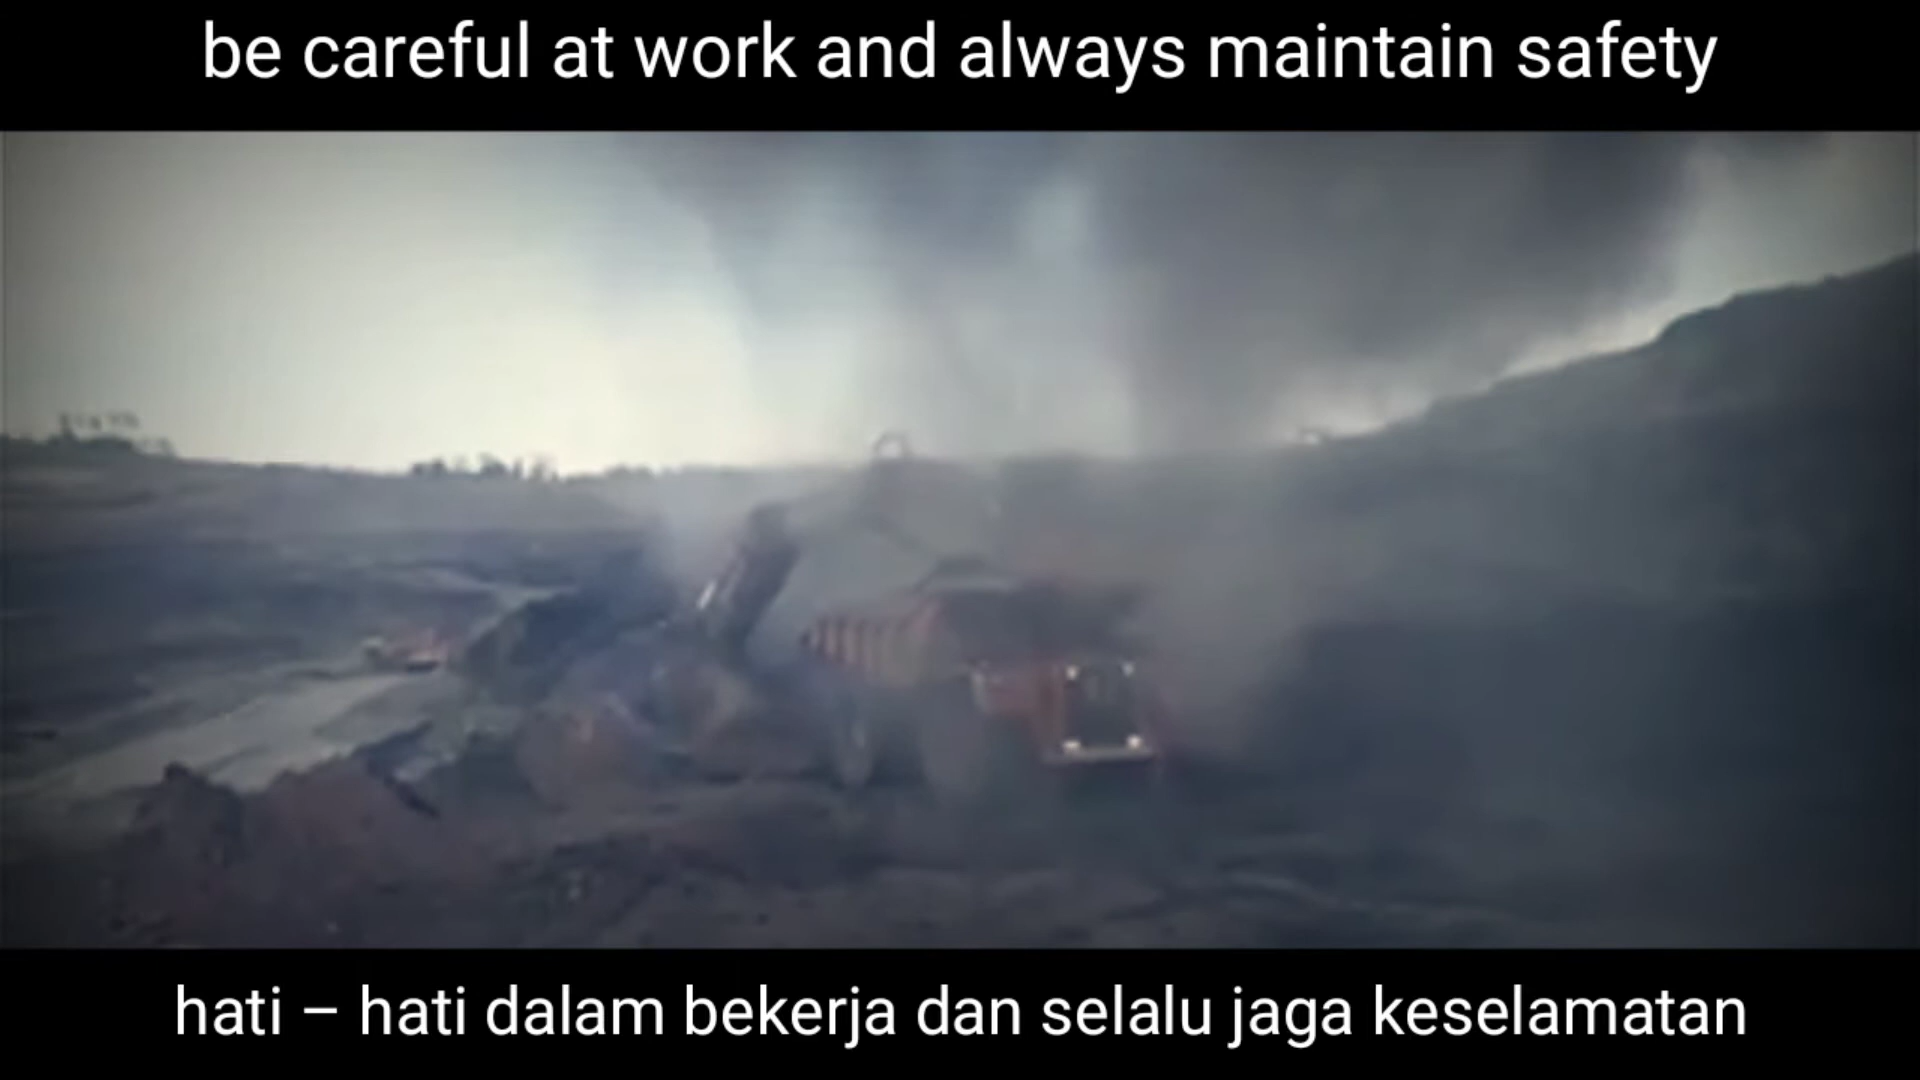 be careful at work and always maintain safety
hati – hati dalam bekerja dan selalu jaga keselamatan